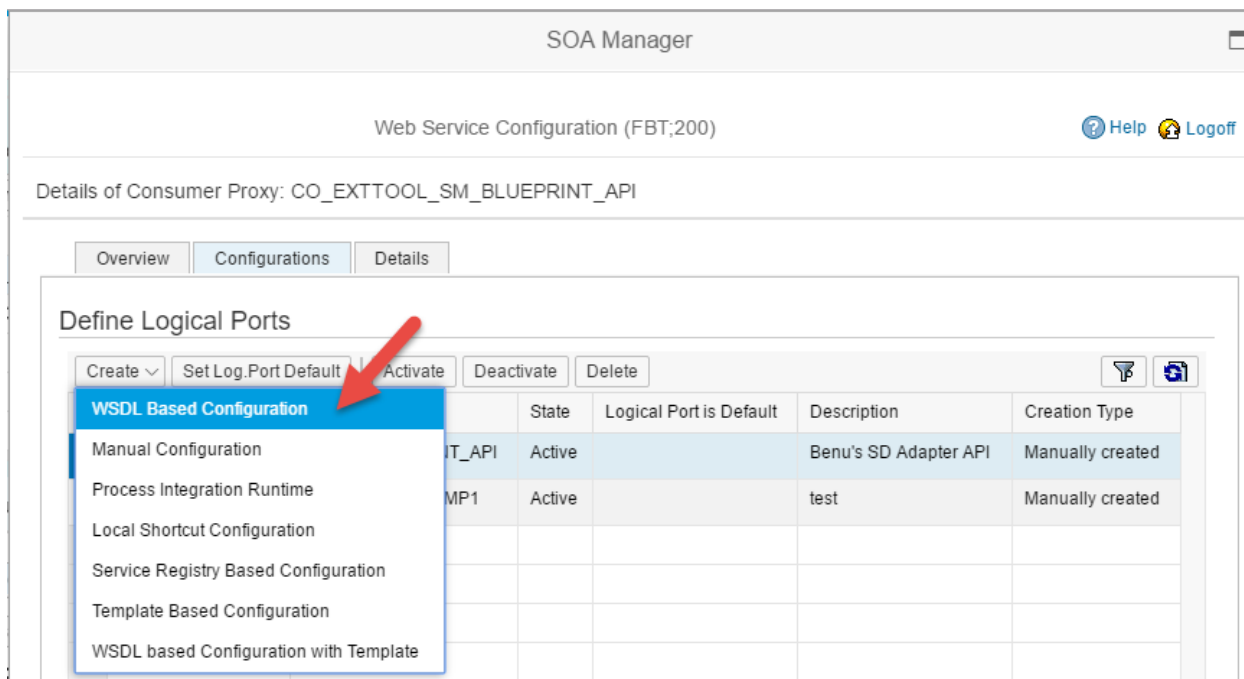 SOA Manager
Web Service Configuration (FBT;200)
Help Logoff
Details of Consumer Proxy: CO_EXTTOOL_SM_BLUEPRINT_API
Overview Configurations Details
Define Logical Ports
Create Set Log.Port Default Activate Deactivate Delete
WSDL Based Configuration
State Logical Port is Default Description Creation Type
Manual Configuration
NT_API Active Benu's SD Adapter API Manually created
Process Integration Runtime
MP1 Active test Manually created
Local Shortcut Configuration
Service Registry Based Configuration
Template Based Configuration
WSDL based Configuration with Template